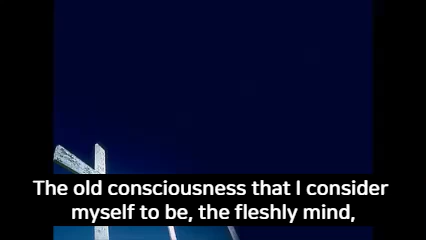 The old consciousness that I consider
myself to be, the fleshly mind,